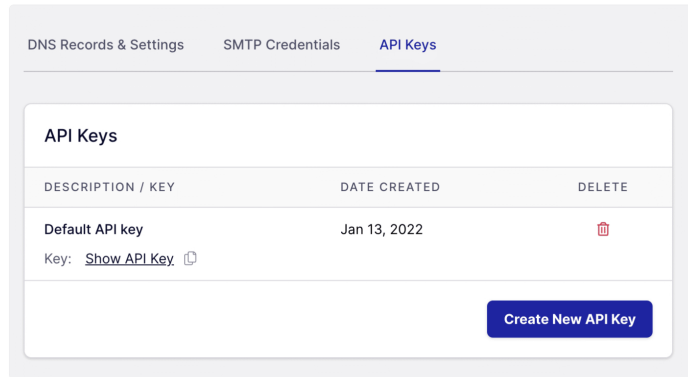 DNS Records & Settings SMTP Credentials API Keys
API Keys
DESCRIPTION / KEY DATE CREATED DELETE
Default API key Jan 13, 2022
Key: Show API Key
Create New API Key